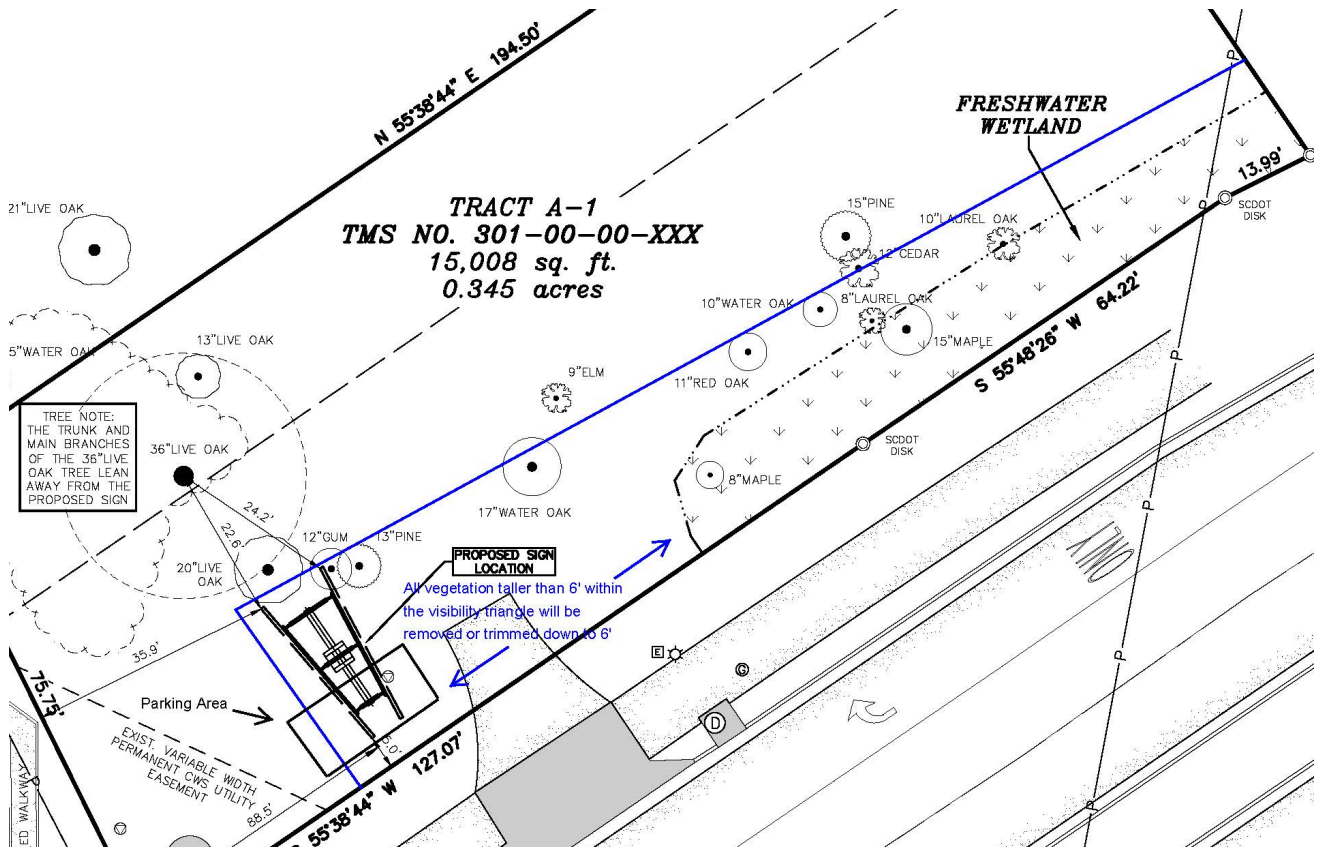 N 55°38'44" E 194.50'
FRESHWATER
WETLAND
13.99'
SCDOT
DISK
21"LIVE OAK
TRACT A-1
TMS NO. 301-00-00-XXX
15,008 sq. ft.
0.345 acres
15"PINE
10"LAUREL OAK
12"CEDAR
10"WATER OAK
8"LAUREL OAK
15"MAPLE
S 55°48'26" W 64.22'
5"WATER OAK
13"LIVE OAK
9"ELM
11"RED OAK
TREE NOTE:
THE TRUNK AND
MAIN BRANCHES
OF THE 36"LIVE
OAK TREE LEAN
AWAY FROM THE
PROPOSED SIGN
36"LIVE OAK
SCDOT
DISK
8"MAPLE
17"WATER OAK
24.2'
22.6'
12"GUM
13"PINE
20"LIVE
OAK
PROPOSED SIGN
LOCATION
All vegetation taller than 6' within
the visibility triangle will be
removed or trimmed down to 6'
ONLY
35.9'
E
G
D
75.75'
Parking Area
5.0'
EXIST. VARIABLE WIDTH
PERMANENT CWS UTILITY
EASEMENT
88.5'
55°38'44" W 127.07'
ED WALKWAY
P
P
P
P
P
P
P